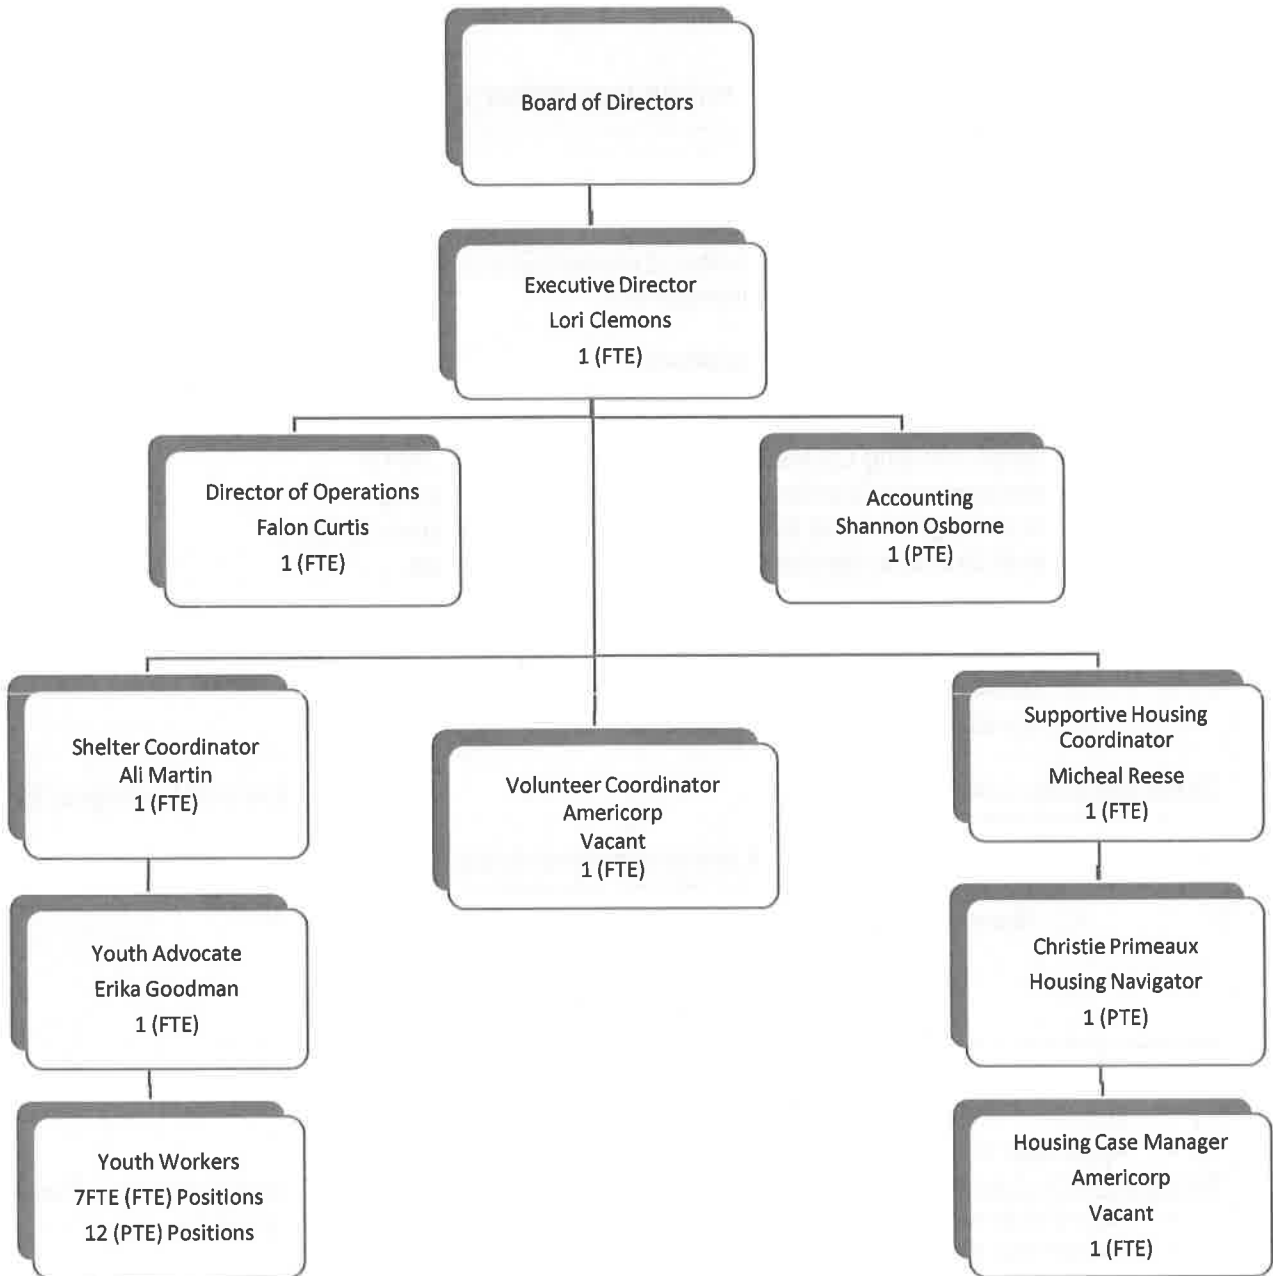 Board of Directors
Executive Director
Lori Clemons
1 (FTE)
Director of Operations
Falon Curtis
1 (FTE)
Accounting
Shannon Osborne
1 (PTE)
Shelter Coordinator
Ali Martin
1 (FTE)
Volunteer Coordinator
Americorp
Vacant
1 (FTE)
Supportive Housing
Coordinator
Micheal Reese
1 (FTE)
Youth Advocate
Erika Goodman
1 (FTE)
Christie Primeaux
Housing Navigator
1 (PTE)
Youth Workers
7FTE (FTE) Positions
12 (PTE) Positions
Housing Case Manager
Americorp
Vacant
1 (FTE)